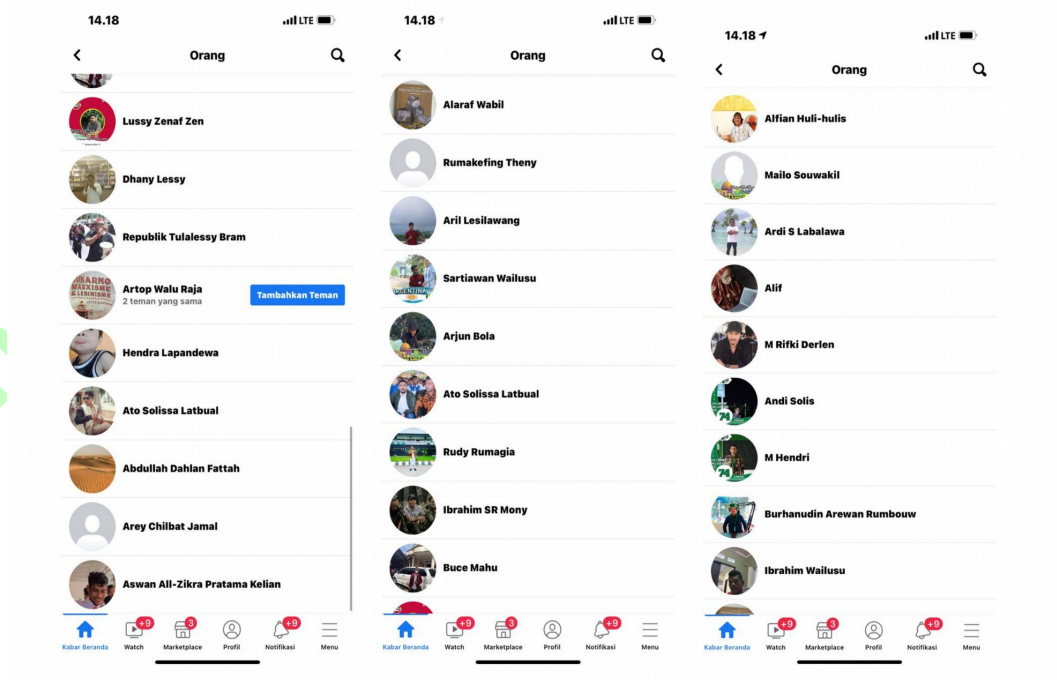 14.18
LTE
Orang
Lussy Zenaf Zen
Dhany Lessy
Republik Tulalessy Bram
Artop Walu Raja
2 teman yang sama
Tambahkan Teman
Hendra Lapandewa
Ato Solissa Latbual
Abdullah Dahlan Fattah
Arey Chilbat Jamal
Aswan All-Zikra Pratama Kelian
+9
3
+9
Kabar Beranda
Watch
Marketplace
Profil
Notifikasi
Menu
14.18
LTE
Orang
Alaraf Wabil
Rumakefing Theny
Aril Lesilawang
Sartiawan Wailusu
Arjun Bola
Ato Solissa Latbual
Rudy Rumagia
Ibrahim SR Mony
Buce Mahu
+9
3
+9
Kabar Beranda
Watch
Marketplace
Profil
Notifikasi
Menu
14.18
LTE
Orang
Alfian Huli-hulis
Mailo Souwakil
Ardi S Labalawa
Alif
M Rifki Derlen
Andi Solis
M Hendri
Burhanudin Arewan Rumbouw
Ibrahim Wailusu
+9
3
+9
Kabar Beranda
Watch
Marketplace
Profil
Notifikasi
Menu